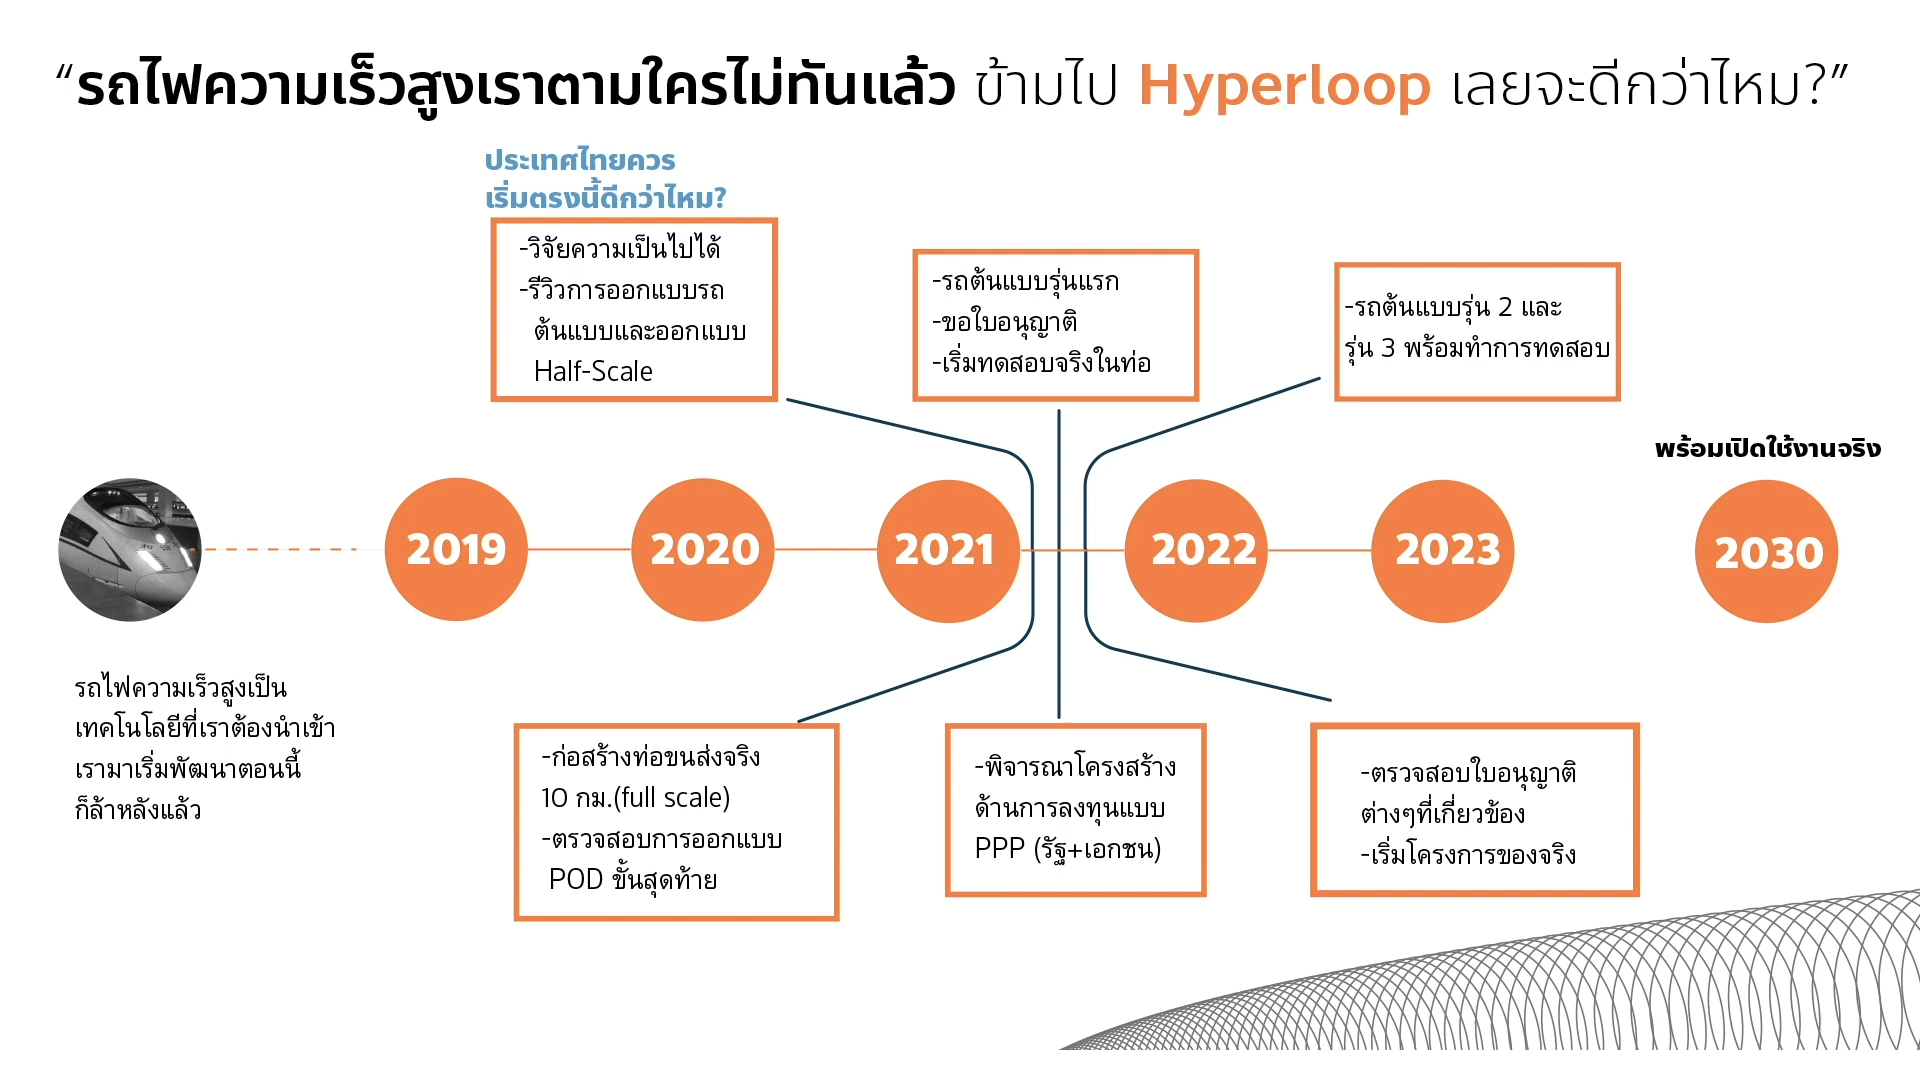 “รถไฟความเร็วสูงเราตามใครไม่ทันแล้ว ข้ามไป Hyperloop เลยจะดีกว่าไหม?”
ประเทศไทยควร
เริ่มตรงนี้ดีกว่าไหม?
-วิจัยความเป็นไปได้
-รีวิวการออกแบบรถ
ต้นแบบและออกแบบ
Half-Scale
-รถต้นแบบรุ่นแรก
-ขอใบอนุญาติ
-เริ่มทดสอบจริงในท่อ
-รถต้นแบบรุ่น 2 และ
รุ่น 3 พร้อมทำการทดสอบ
พร้อมเปิดใช้งานจริง
2019
2020
2021
2022
2023
2030
รถไฟความเร็วสูงเป็น
เทคโนโลยีที่เราต้องนำเข้า
เรามาเริ่มพัฒนาตอนนี้
ก็ล้าหลังแล้ว
-ก่อสร้างท่อขนส่งจริง
10 กม.(full scale)
-ตรวจสอบการออกแบบ
POD ขั้นสุดท้าย
-พิจารณาโครงสร้าง
ด้านการลงทุนแบบ
PPP (รัฐ+เอกชน)
-ตรวจสอบใบอนุญาติ
ต่างๆที่เกี่ยวข้อง
-เริ่มโครงการของจริง